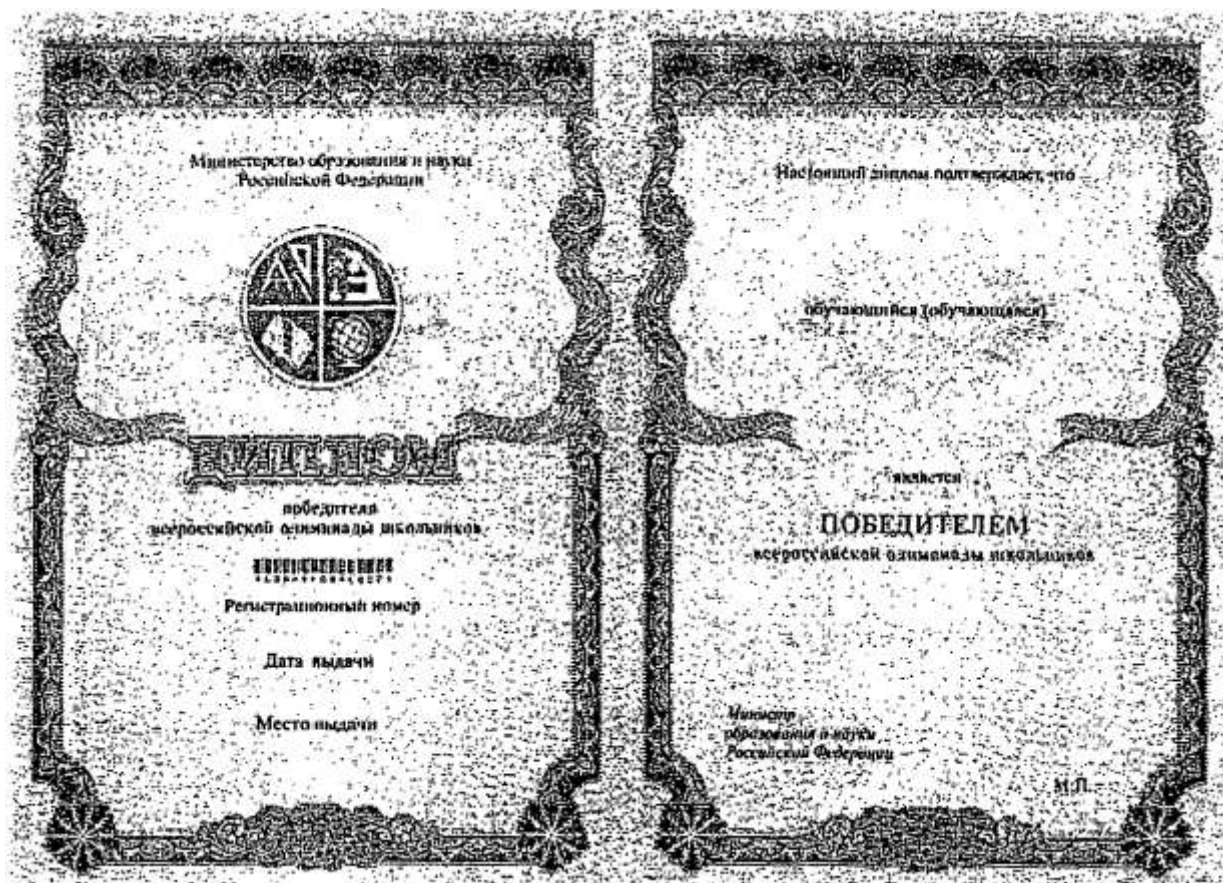 Министерство образования и науки
Российской Федерации
ДИПЛОМ
победителя
всероссийской олимпиады школьников
Регистрационный номер
Дата выдачи
Место выдачи
Настоящий диплом подтверждает, что
обучающийся (обучающаяся)
является
ПОБЕДИТЕЛЕМ
всероссийской олимпиады школьников
Министр
образования и науки
Российской Федерации
М.П.